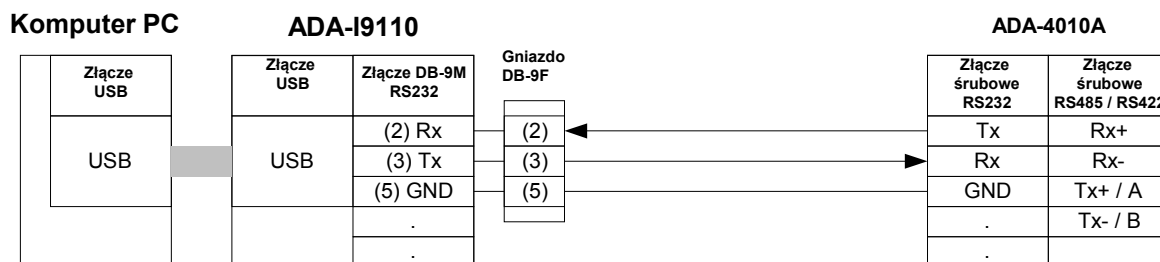 Komputer PC
ADA-I9110
ADA-4010A
Złącze
USB
Złącze
USB
Złącze DB-9M
RS232
Gniazdo
DB-9F
Złącze
śrubowe
RS232
Złącze
śrubowe
RS485 / RS422
USB
USB
(2) Rx
(2)
Tx
Rx+
(3) Tx
(3)
Rx
Rx-
(5) GND
(5)
GND
Tx+ / A
.
.
Tx- / B
.
.